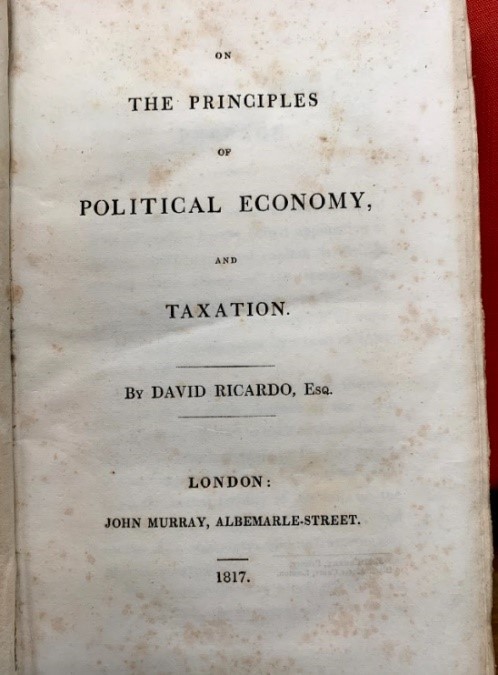 ON
THE PRINCIPLES
OF
POLITICAL ECONOMY,
AND
TAXATION.
BY DAVID RICARDO, ESQ.
LONDON:
JOHN MURRAY, ALBEMARLE-STREET.
1817.